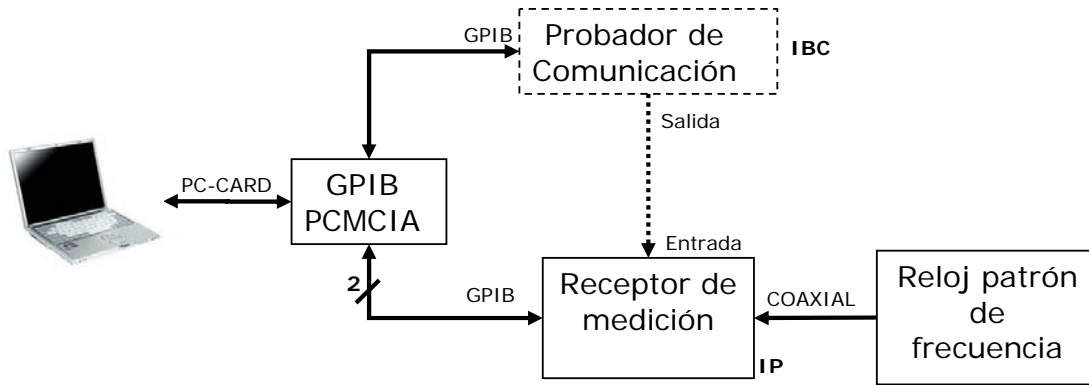 GPIB
Probador de
Comunicación
IBC
Salida
PC-CARD
GPIB
PCMCIA
2
GPIB
Entrada
Receptor de
medición
IP
COAXIAL
Reloj patrón
de
frecuencia